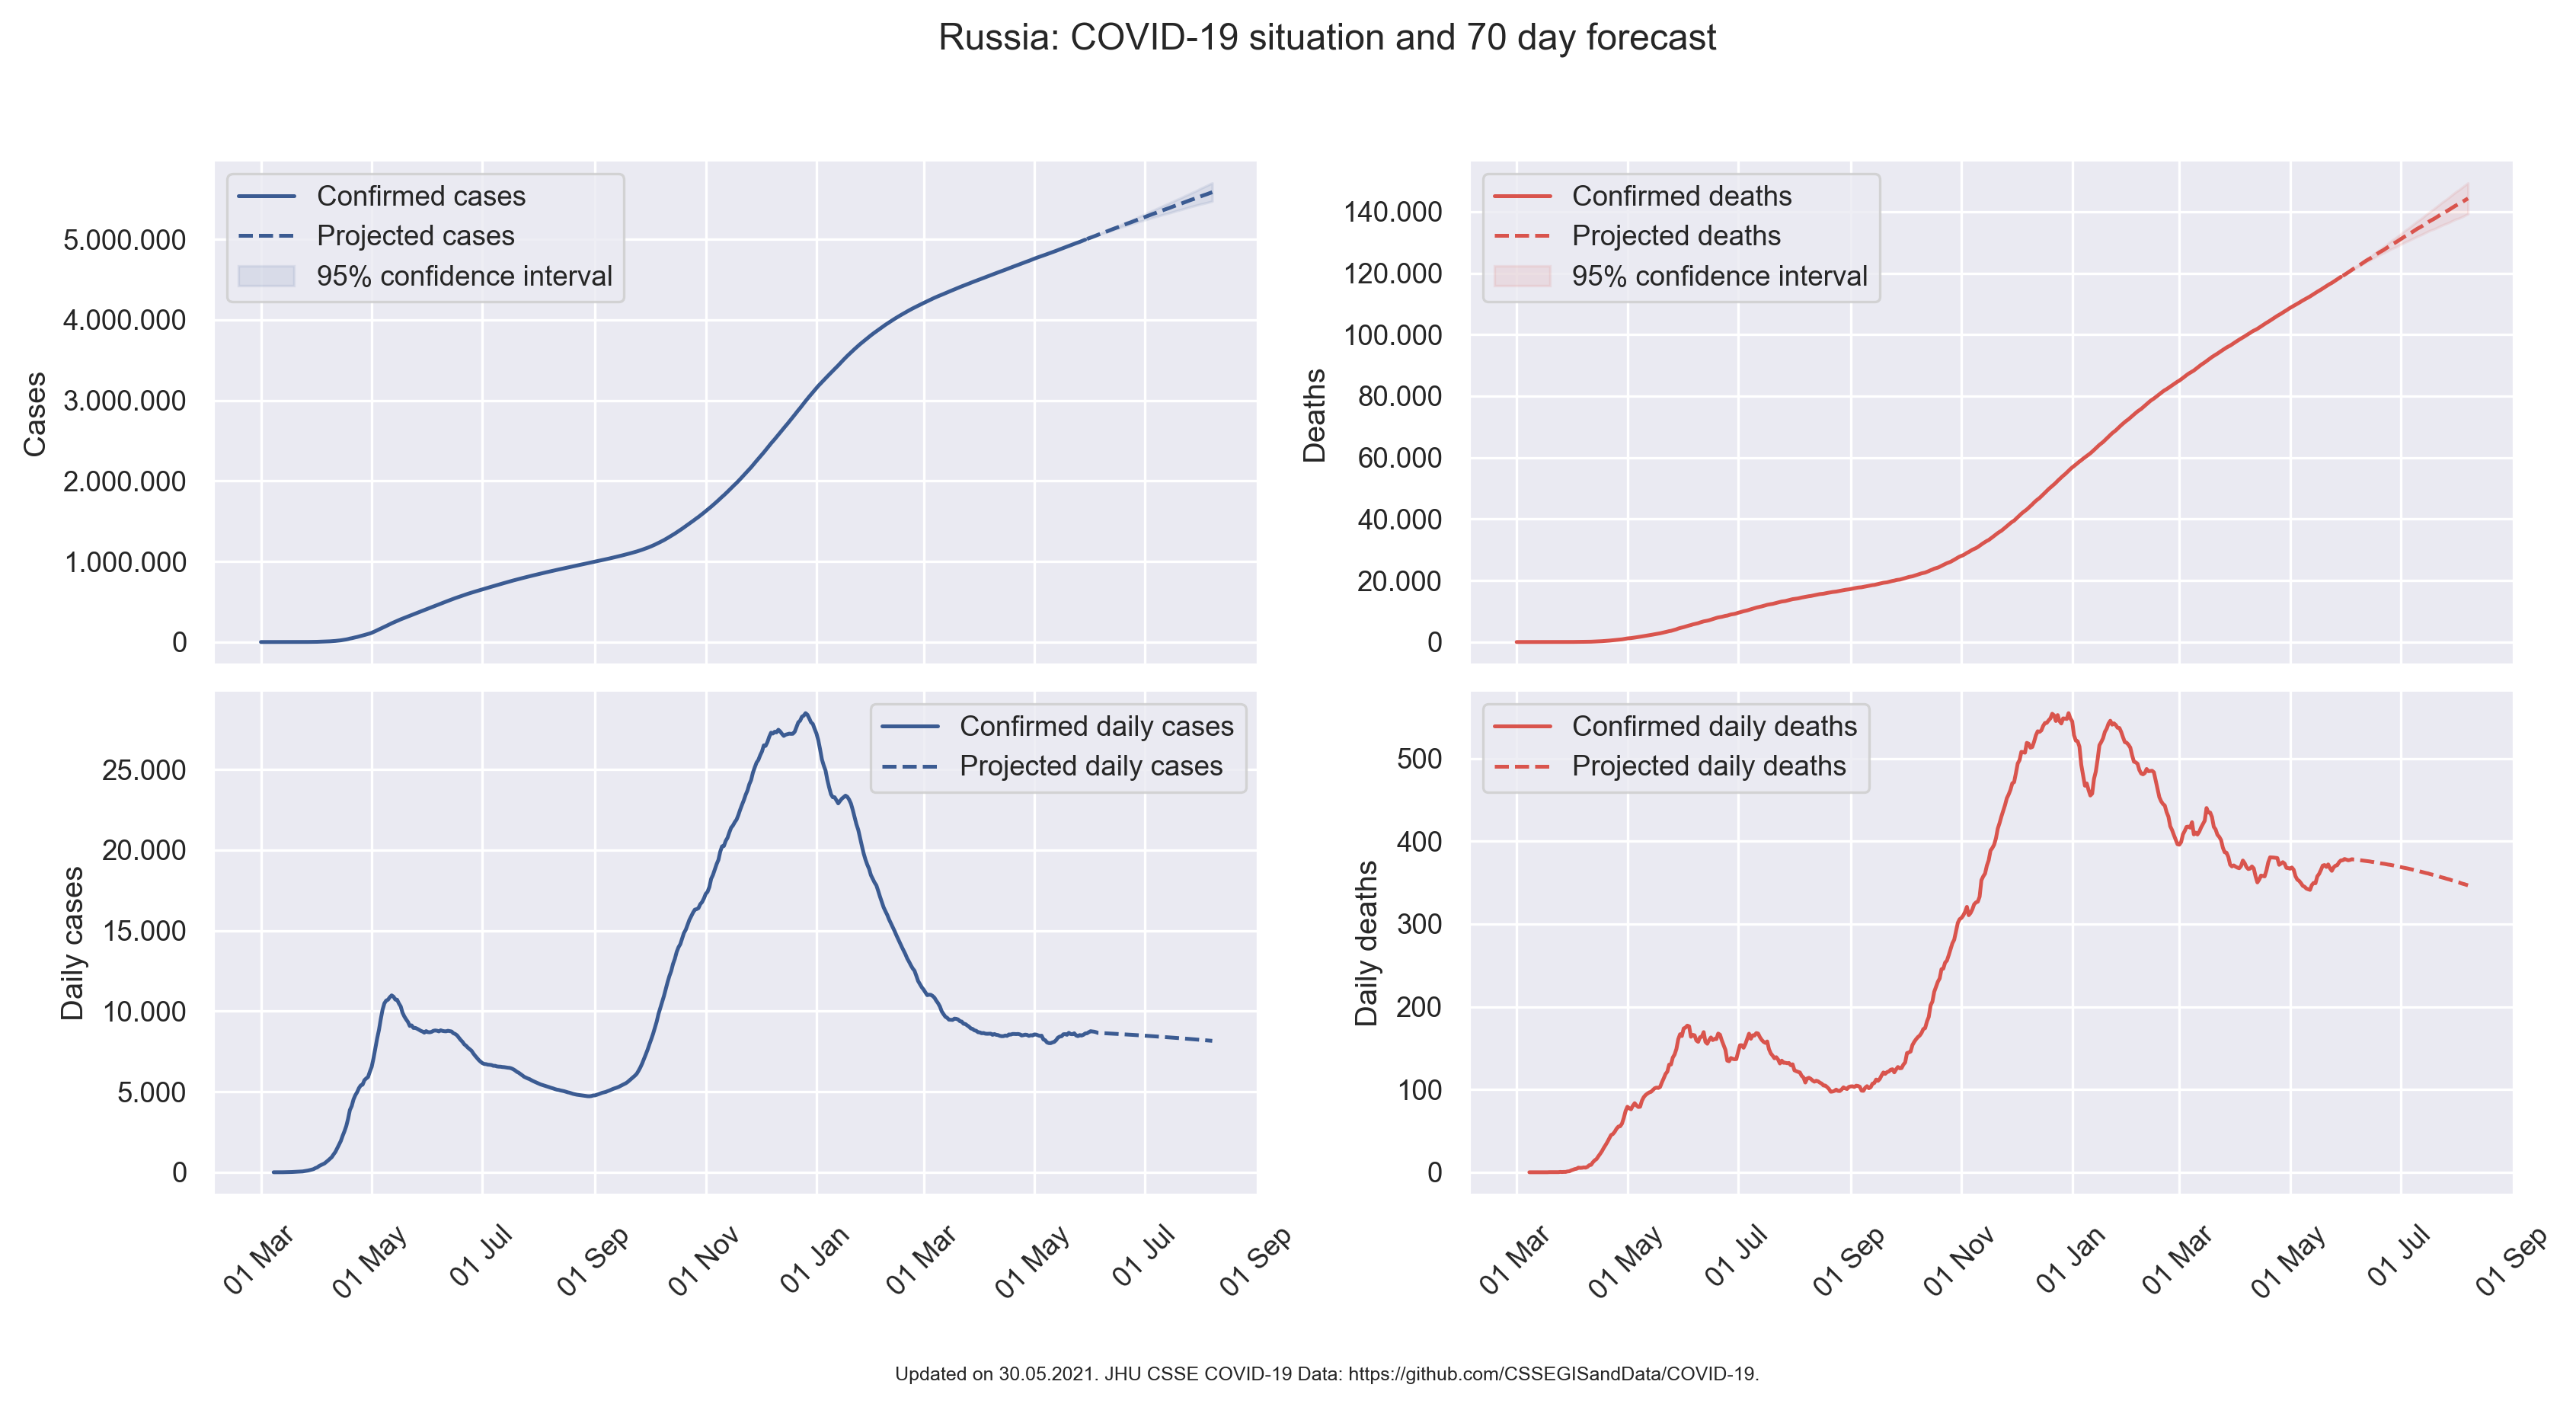 Russia: COVID-19 situation and 70 day forecast
Confirmed cases
Projected cases
95% confidence interval
Cases
5.000.000
4.000.000
3.000.000
2.000.000
1.000.000
0
Confirmed deaths
Projected deaths
95% confidence interval
Deaths
140.000
120.000
100.000
80.000
60.000
40.000
20.000
0
Confirmed daily cases
Projected daily cases
Daily cases
25.000
20.000
15.000
10.000
5.000
0
01 Mar
01 May
01 Jul
01 Sep
01 Nov
01 Jan
01 Mar
01 May
01 Jul
01 Sep
Confirmed daily deaths
Projected daily deaths
Daily deaths
500
400
300
200
100
0
01 Mar
01 May
01 Jul
01 Sep
01 Nov
01 Jan
01 Mar
01 May
01 Jul
01 Sep
Updated on 30.05.2021. JHU CSSE COVID-19 Data: https://github.com/CSSEGISandData/COVID-19.